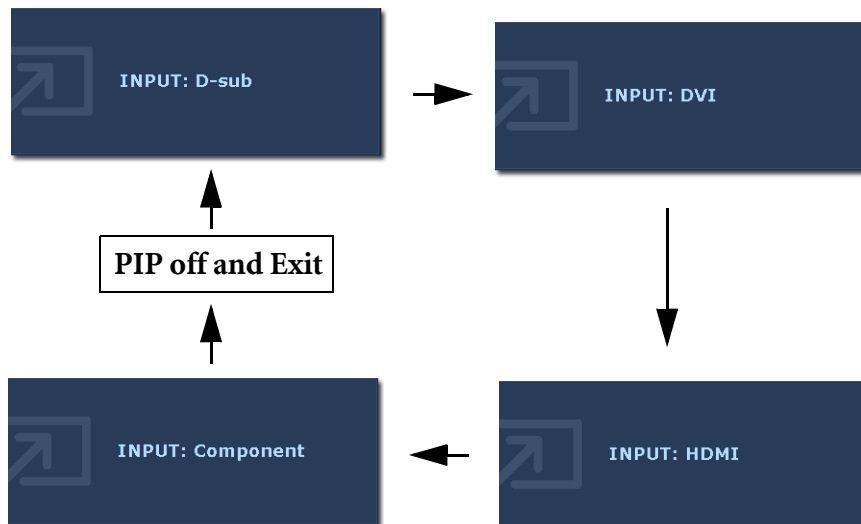 INPUT: D-sub
INPUT: DVI
PIP off and Exit
INPUT: Component
INPUT: HDMI